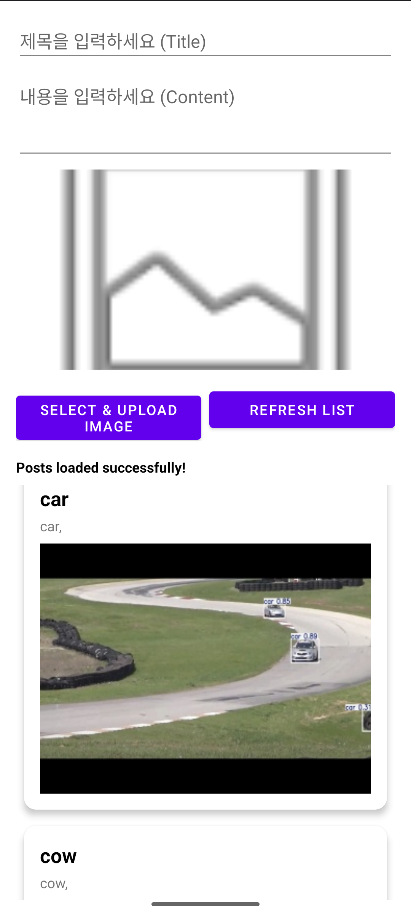 제목을 입력하세요 (Title)
내용을 입력하세요 (Content)
SELECT & UPLOAD
IMAGE
REFRESH LIST
Posts loaded successfully!
car
car,
car 0.85
car 0.89
cow
cow,